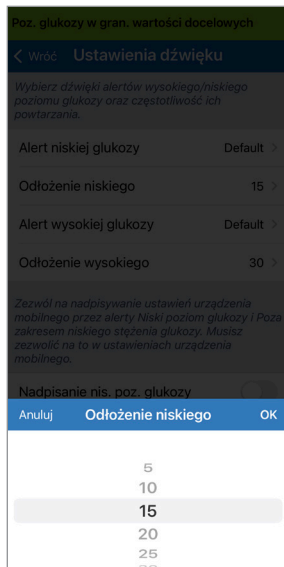 Poz. glukozy w gran. wartości docelowych
Wróć Ustawienia dźwięku
Wybierz dźwięki alertów wysokiego/niskiego
poziomu glukozy oraz częstotliwość ich
powtarzania.
Alert niskiej glukozy Default
Odłożenie niskiego 15
Alert wysokiej glukozy Default
Odłożenie wysokiego 30
Zezwól na nadpisywanie ustawień urządzenia
mobilnego przez alerty Niski poziom glukozy i Poza
zakresem niskiego stężenia glukozy. Musisz
zezwolić na to w ustawieniach urządzenia
mobilnego.
Nadpisanie nis. poz. glukozy
Anuluj Odłożenie niskiego OK
5
10
15
20
25